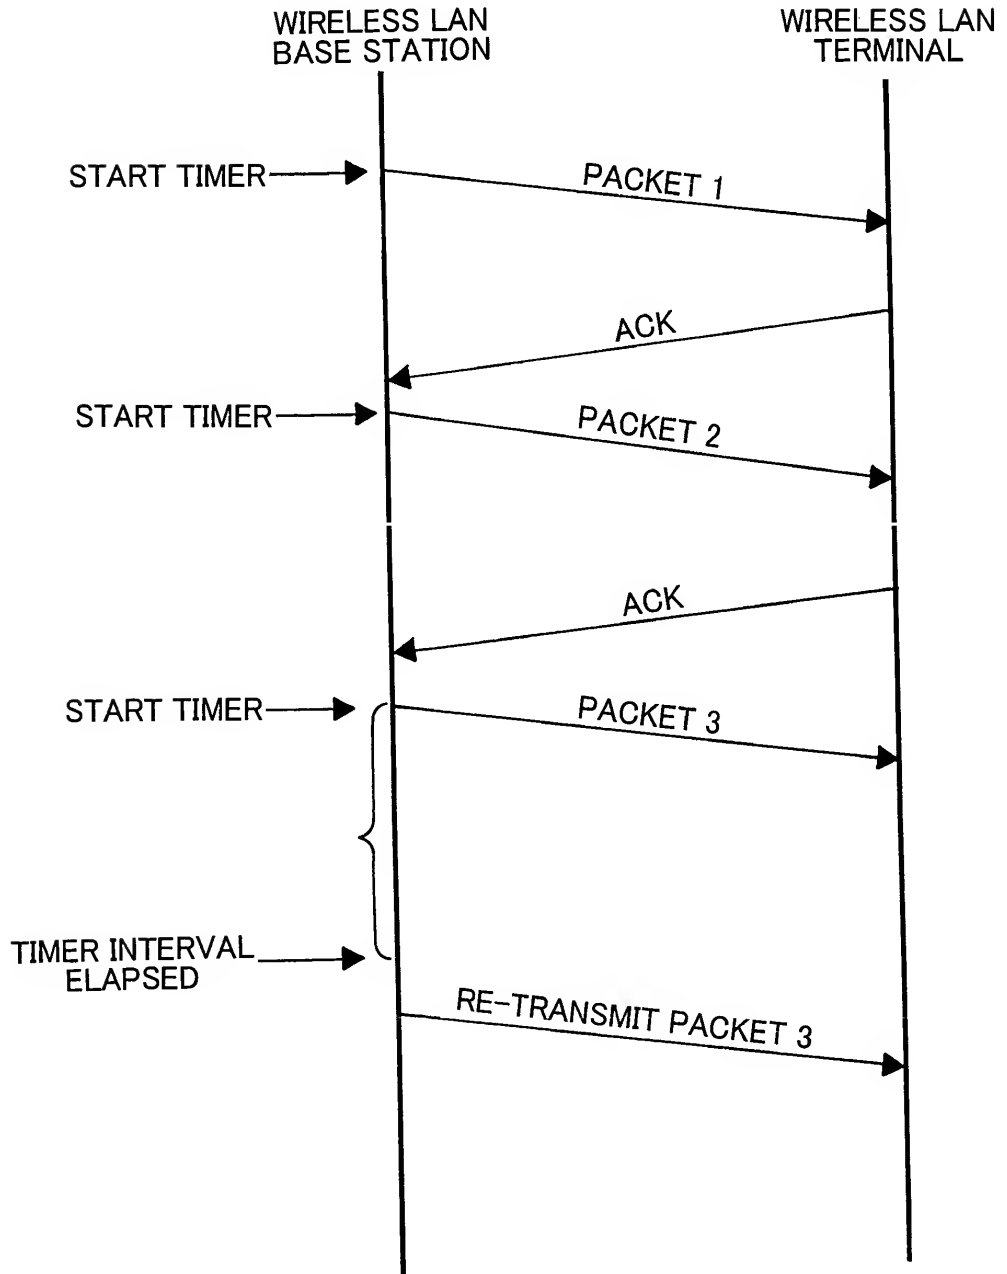 WIRELESS LAN
BASE STATION
WIRELESS LAN
TERMINAL
START TIMER
PACKET 1
ACK
START TIMER
PACKET 2
ACK
START TIMER
PACKET 3
TIMER INTERVAL
ELAPSED
RE-TRANSMIT PACKET 3